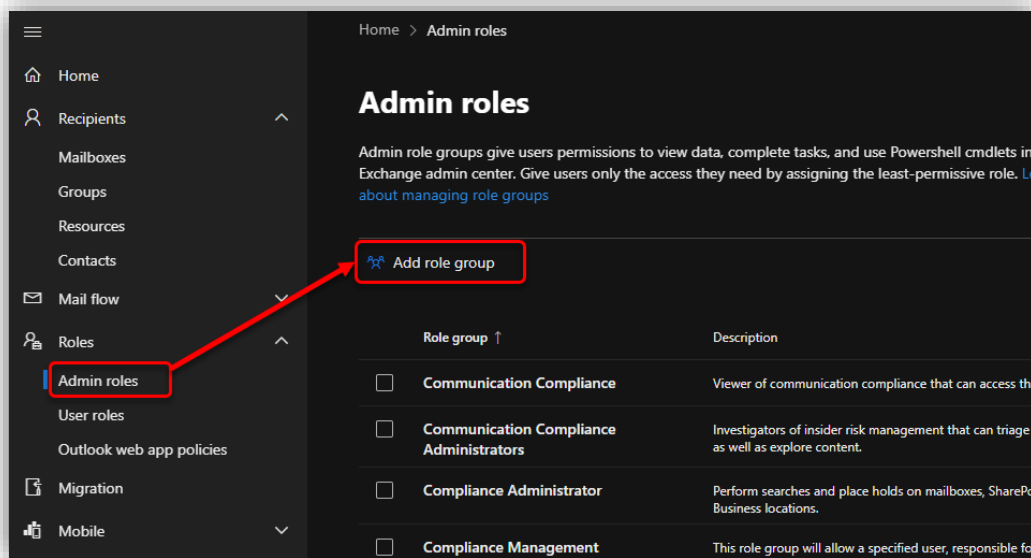 Home
Recipients
Mailboxes
Groups
Resources
Contacts
Mail flow
Roles
Admin roles
User roles
Outlook web app policies
Migration
Mobile
Home > Admin roles
Admin roles
Admin role groups give users permissions to view data, complete tasks, and use Powershell cmdlets in
Exchange admin center. Give users only the access they need by assigning the least-permissive role.
about managing role groups
Add role group
Role group ↑ Description
Communication Compliance Viewer of communication compliance that can access th
Communication Compliance Investigators of insider risk management that can triage
Administrators as well as explore content.
Compliance Administrator Perform searches and place holds on mailboxes, SharePo
Business locations.
Compliance Management This role group will allow a specified user, responsible fo